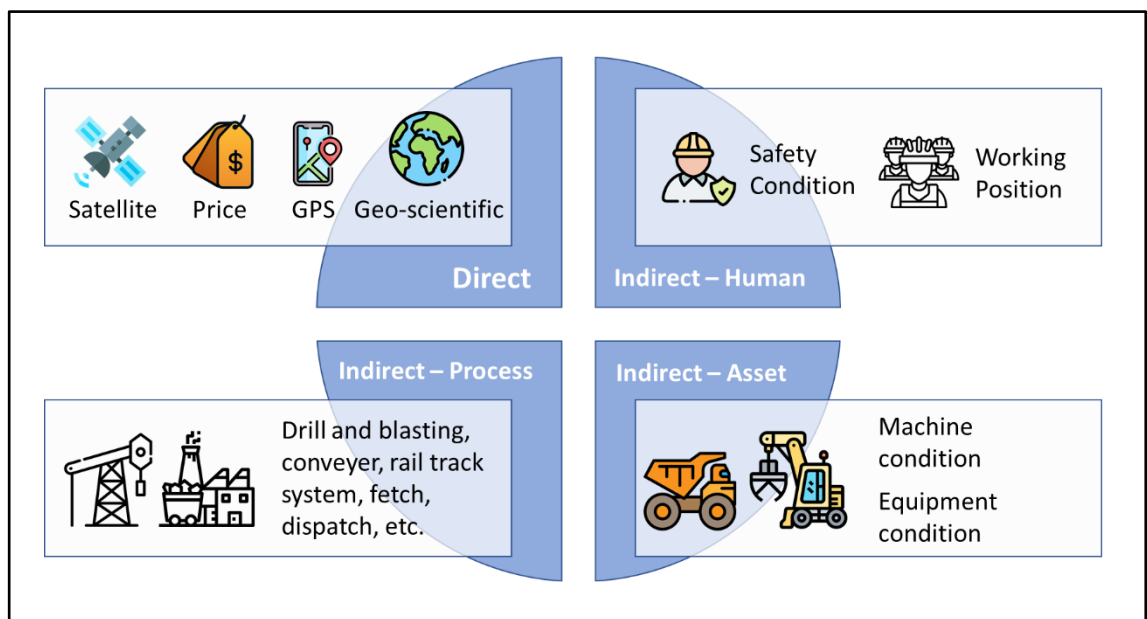 Satellite
Price
GPS
Geo-scientific
Direct
Safety
Condition
Working
Position
Indirect – Human
Indirect – Process
Drill and blasting,
conveyer, rail track
system, fetch,
dispatch, etc.
Indirect – Asset
Machine
condition
Equipment
condition
$